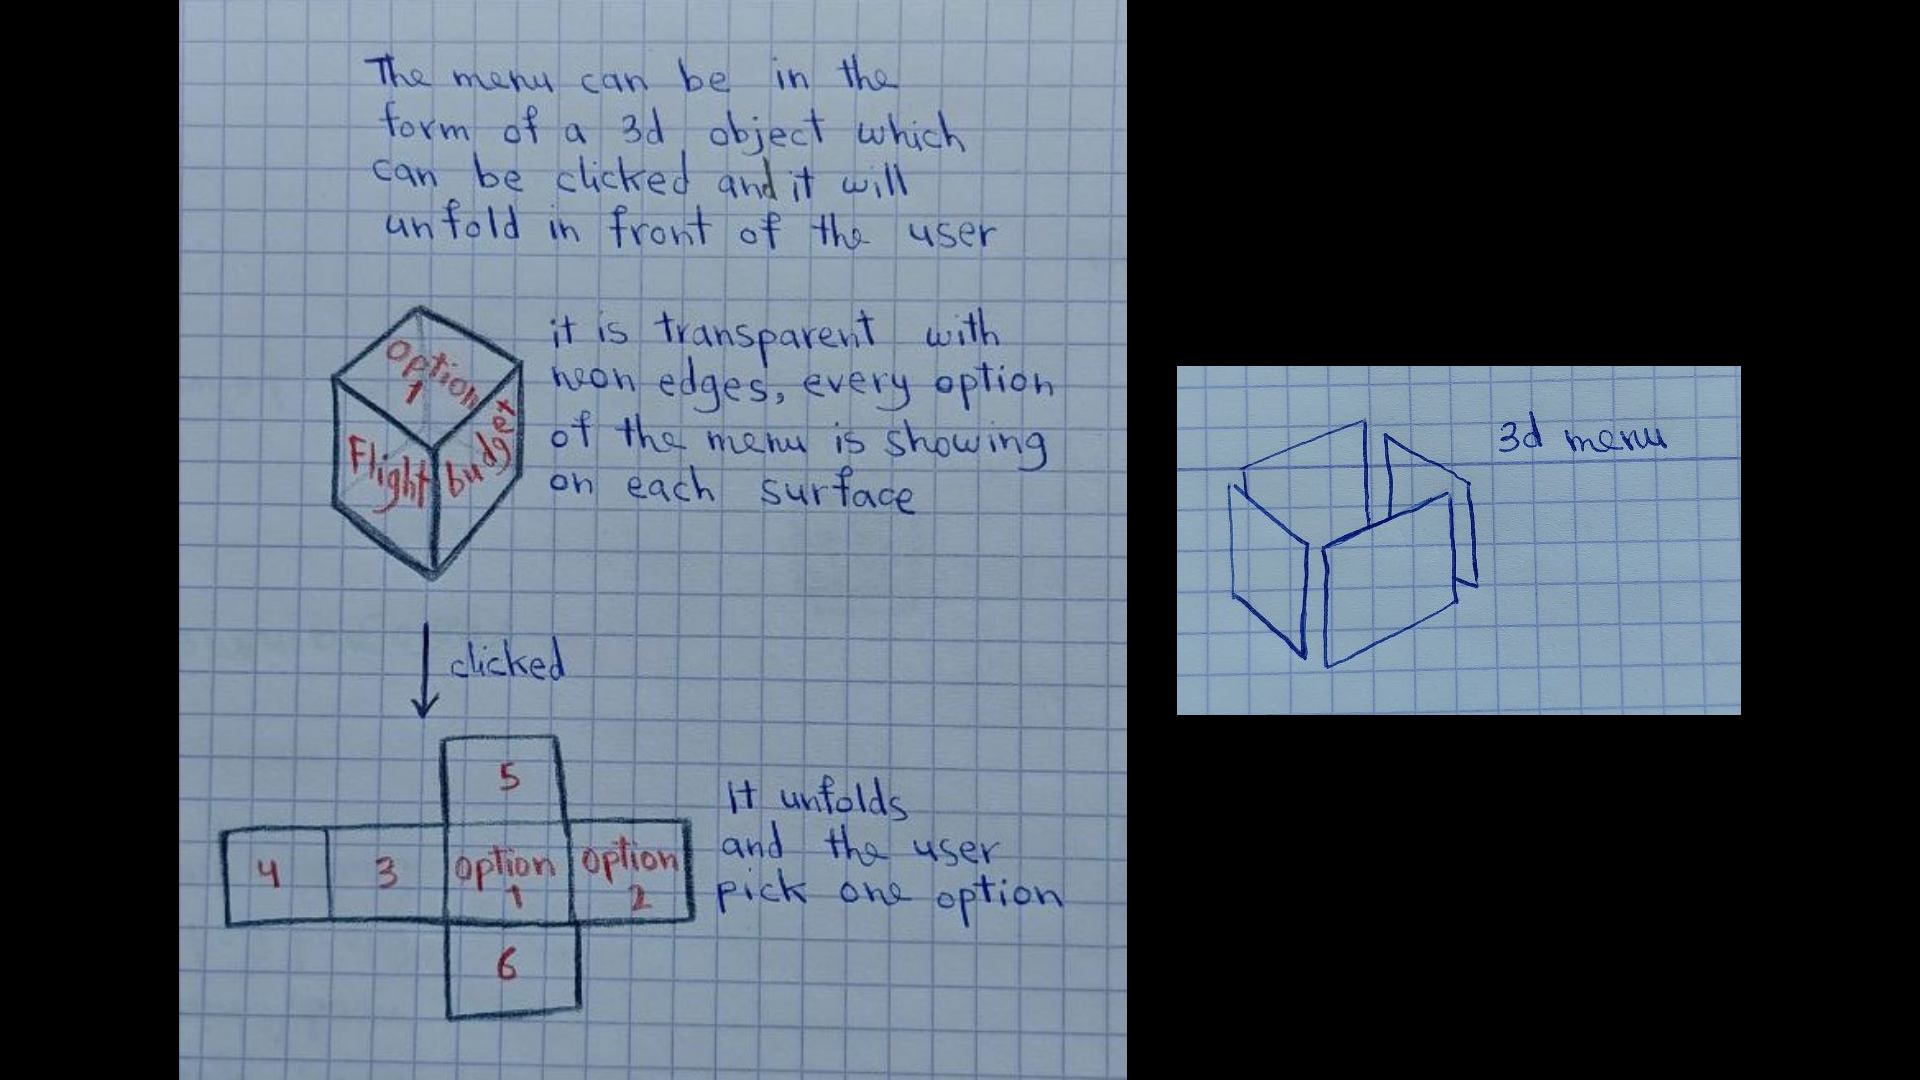 The menu can be in the
form of a 3d object which
can be clicked and it will
unfold in front of the user
Option
1
Flight
budget
it is transparent with
neon edges, every option
of the menu is showing
on each surface
clicked
5
4
3
option
1
option
2
6
It unfolds
and the user
pick one option
3d menu